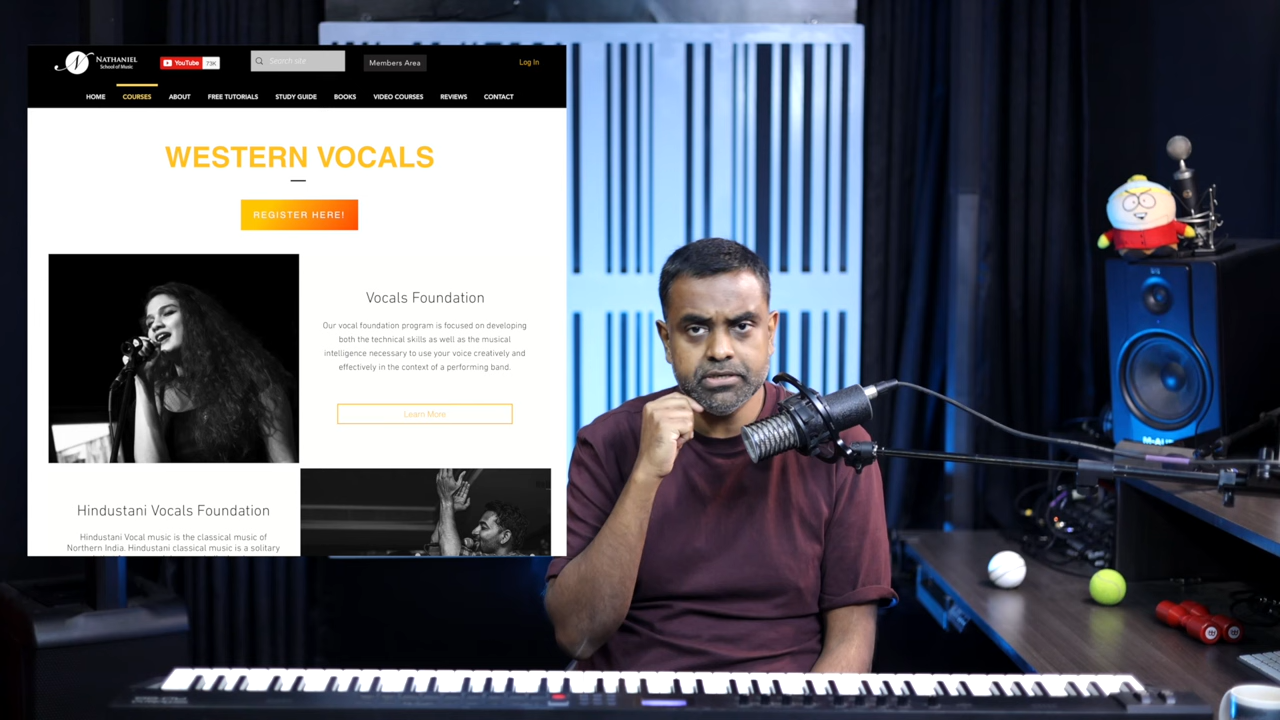 NATHANIEL
School of Music
YouTube 73K
Search site
Members Area
Log In
HOME COURSES ABOUT FREE TUTORIALS STUDY GUIDE BOOKS VIDEO COURSES REVIEWS CONTACT
WESTERN VOCALS
REGISTER HERE!
Vocals Foundation
Our vocal foundation program is focused on developing
both the technical skills as well as the musical
intelligence necessary to use your voice creatively and
effectively in the context of a performing band.
Learn More
Hindustani Vocals Foundation
Hindustani Vocal music is the classical music of
Northern India. Hindustani classical music is a solitary
M-AUDIO